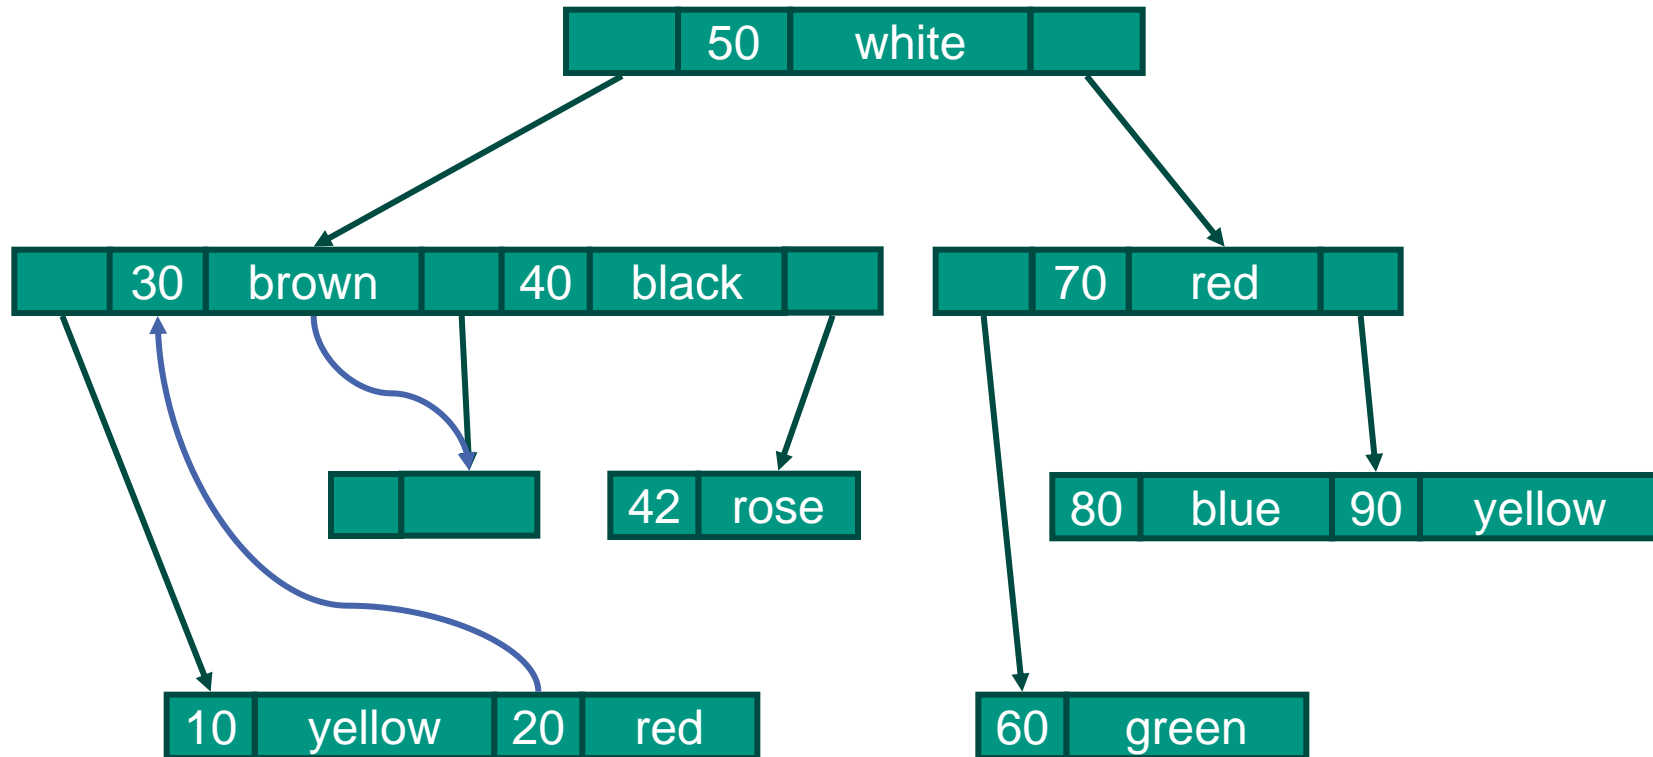 50 white
30 brown 40 black
70 red
42 rose
80 blue 90 yellow
10 yellow 20 red
60 green